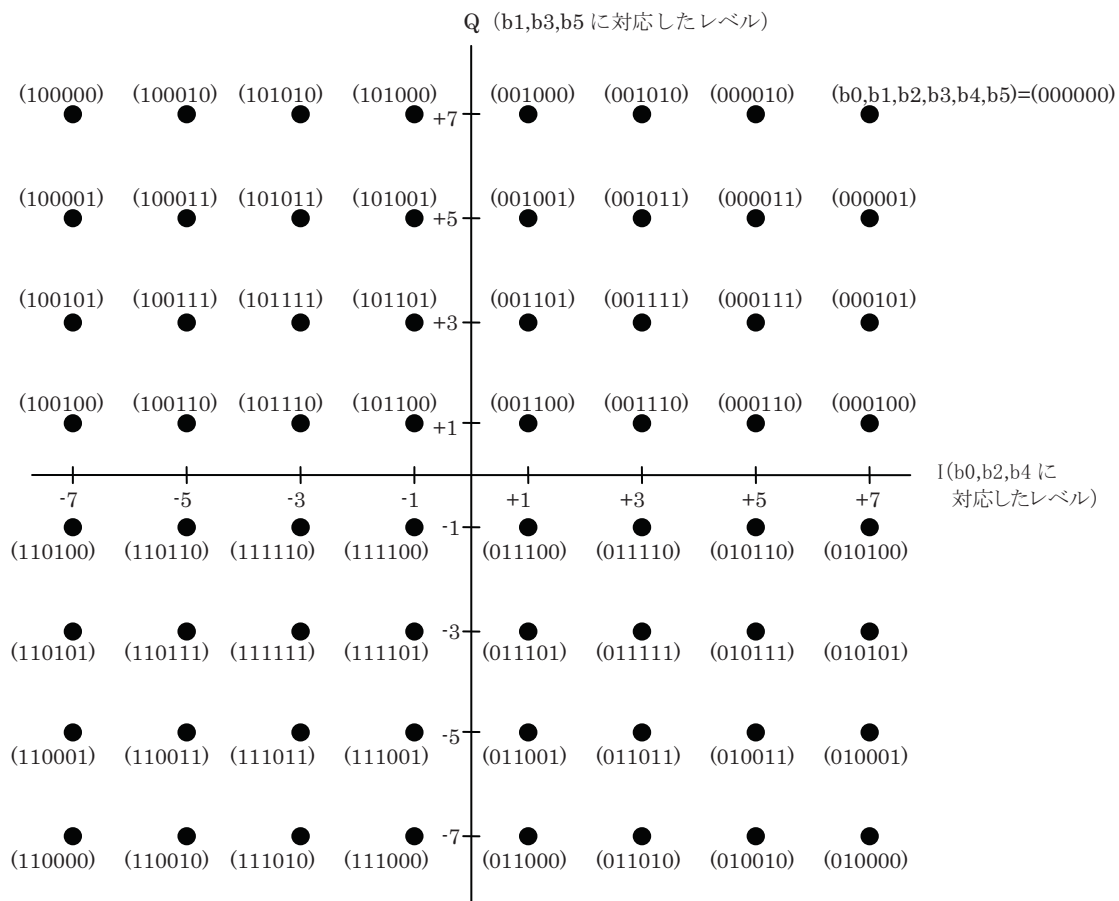 Q (b1,b3,b5 に対応したレベル)
(100000) (100010) (101010) (101000) (001000) (001010) (000010) (b0,b1,b2,b3,b4,b5)=(000000)
+7
(100001) (100011) (101011) (101001) (001001) (001011) (000011) (000001)
+5
(100101) (100111) (101111) (101101) (001101) (001111) (000111) (000101)
+3
(100100) (100110) (101110) (101100) (001100) (001110) (000110) (000100)
+1
I(b0,b2,b4 に
対応したレベル)
-7 -5 -3 -1 +1 +3 +5 +7
-1
(110100) (110110) (111110) (111100) (011100) (011110) (010110) (010100)
-3
(110101) (110111) (111111) (111101) (011101) (011111) (010111) (010101)
-5
(110001) (110011) (111011) (111001) (011001) (011011) (010011) (010001)
-7
(110000) (110010) (111010) (111000) (011000) (011010) (010010) (010000)